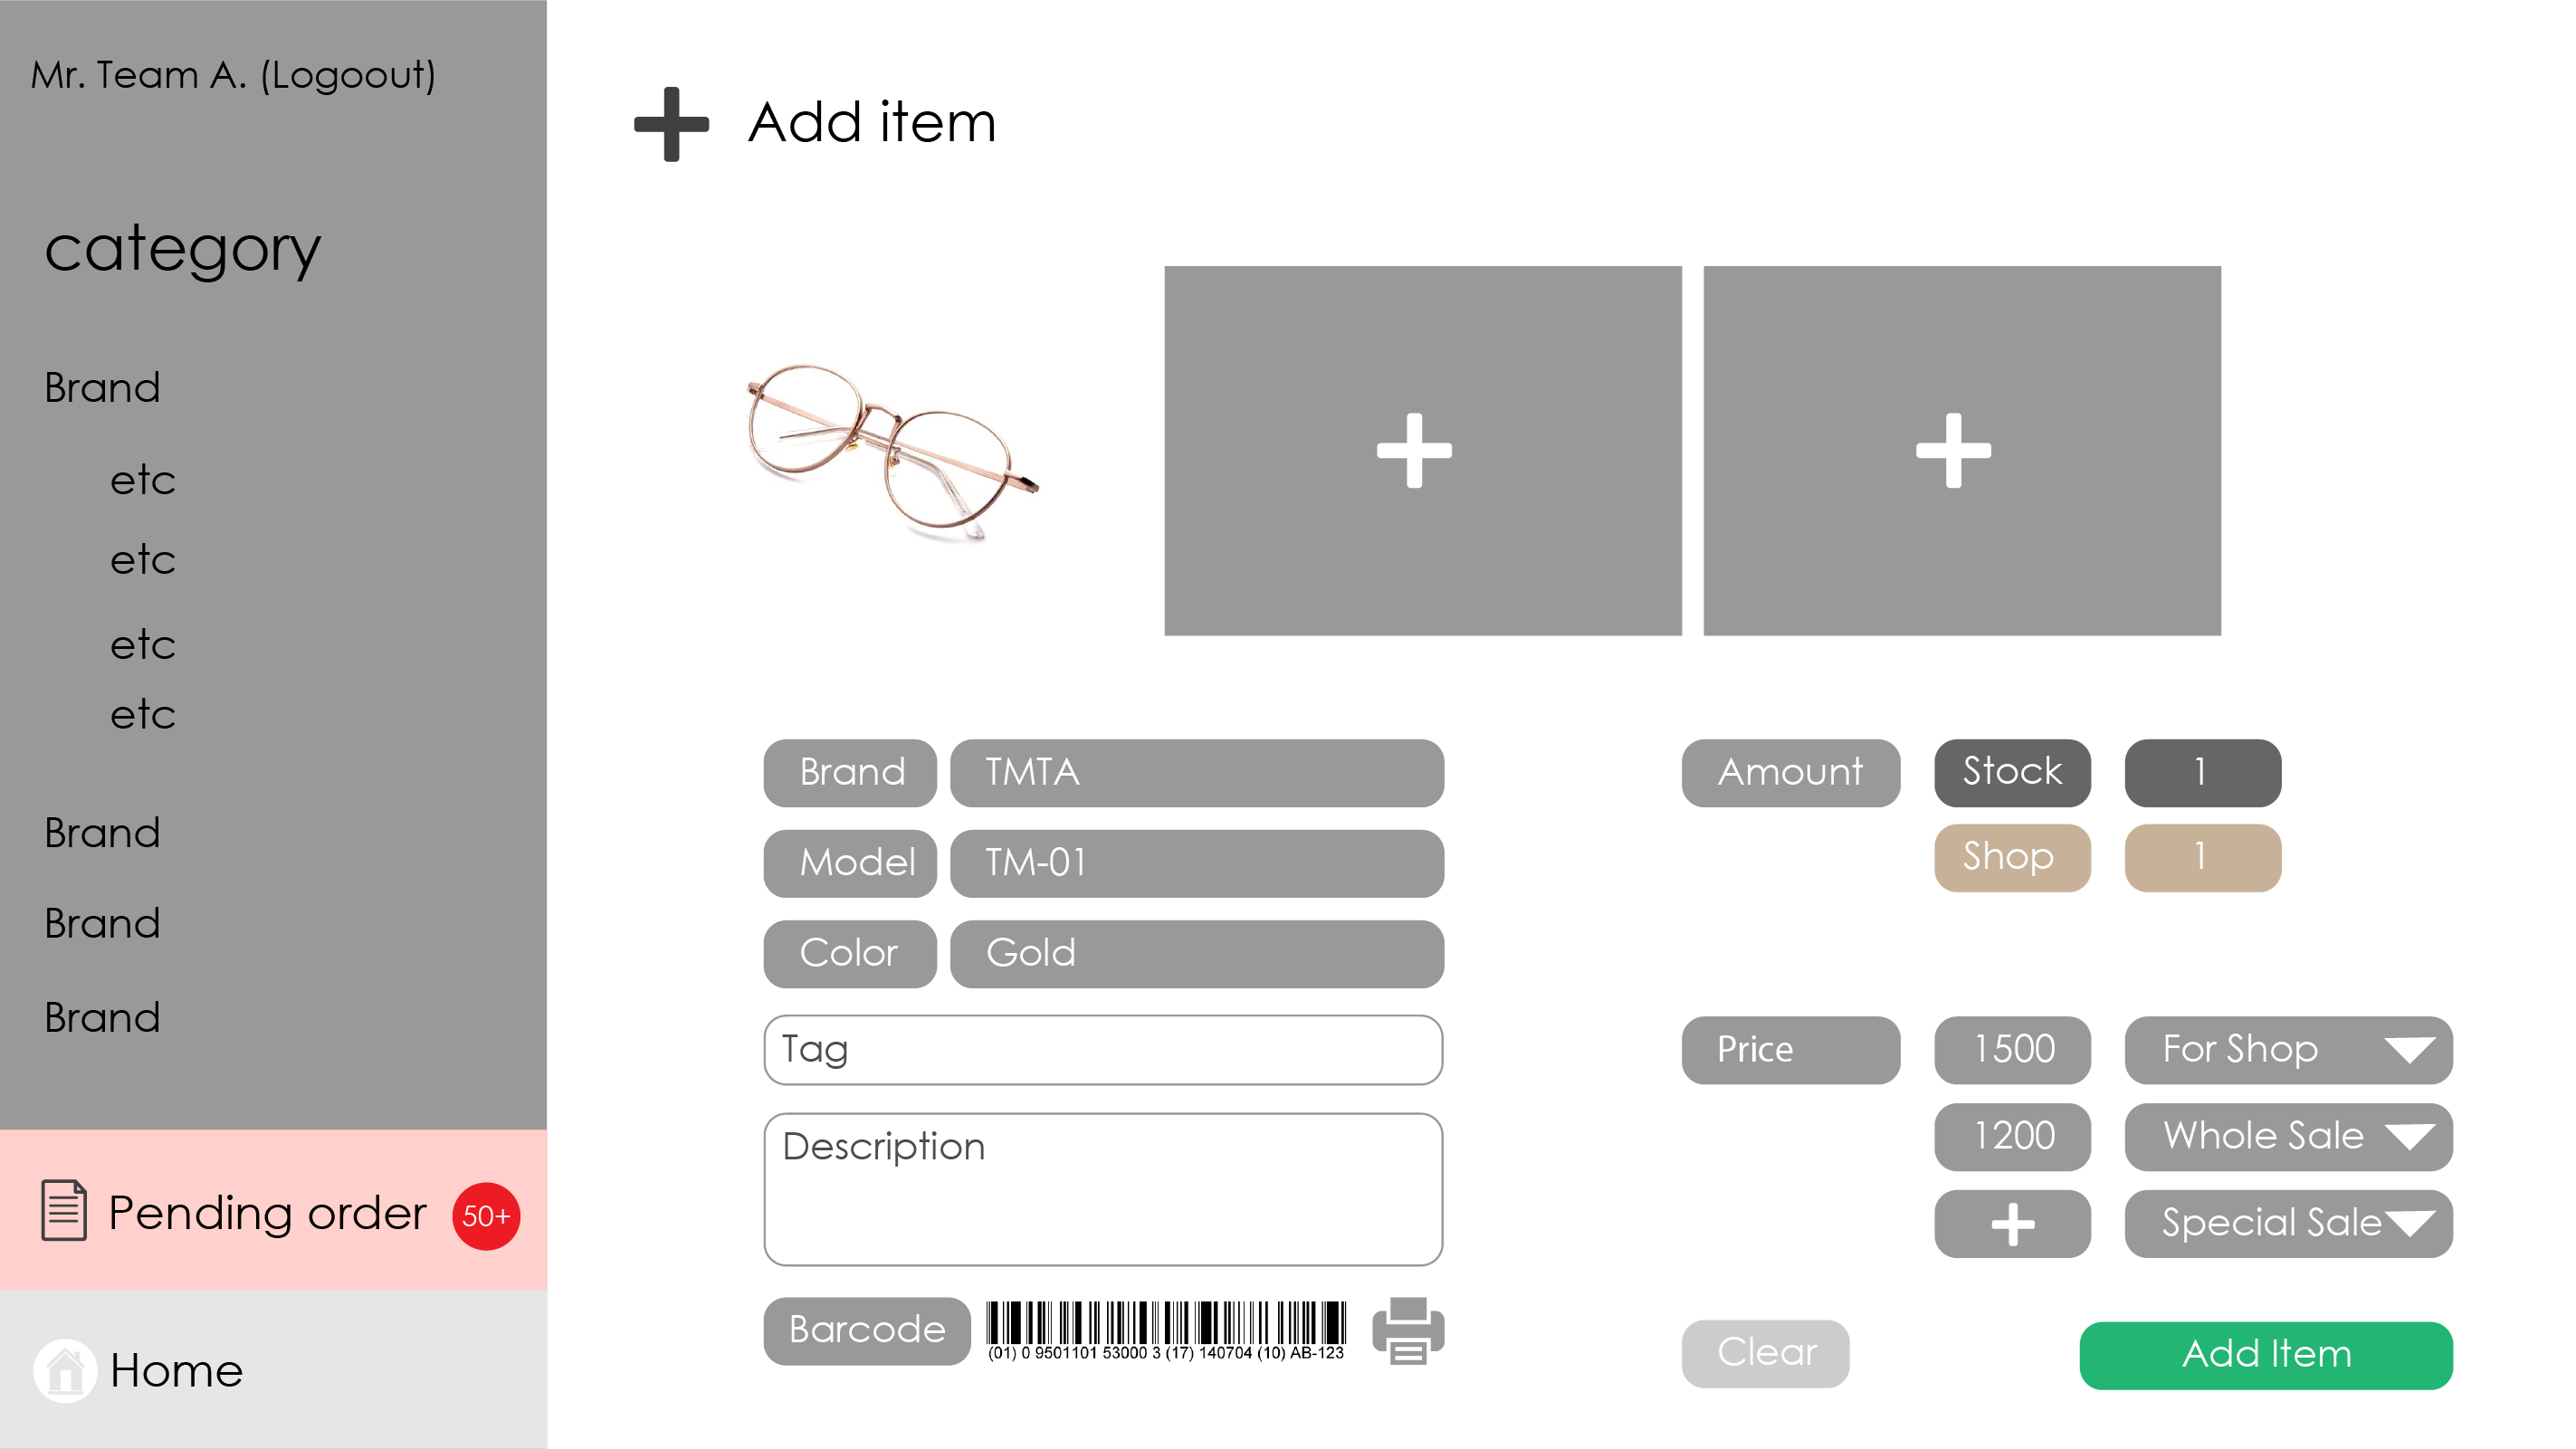 Mr. Team A. (Logoout)
category
Brand
etc
etc
etc
etc
Brand
Brand
Brand
Pending order 50+
Home
Add item
Brand TMTA
Model TM-01
Color Gold
Tag
Description
Barcode
(01) 0 9501101 53000 3 (17) 140704 (10) AB-123
Amount Stock 1
Shop 1
Price 1500 For Shop
1200 Whole Sale
Special Sale
Clear
Add Item